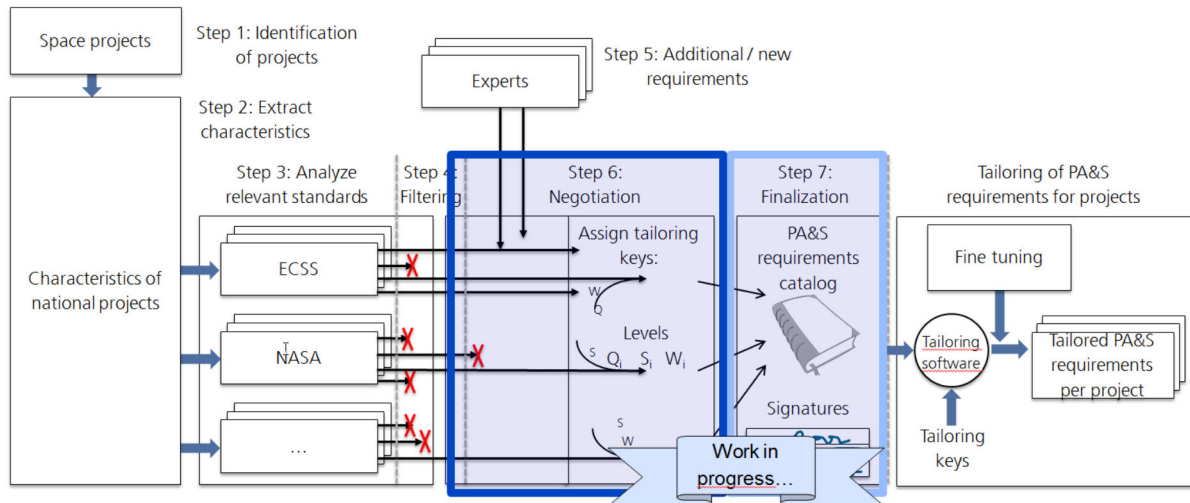 Space projects
Step 1: Identification
of projects
Step 2: Extract
characteristics
Characteristics of
national projects
Experts
Step 5: Additional / new
requirements
Step 3: Analyze
relevant standards
Step 4:
Filtering
Step 6:
Negotiation
Step 7:
Finalization
Tailoring of PA&S
requirements for projects
ECSS
NASA
...
Assign tailoring
keys:
W
Q
Levels
S Qi Si Wi
S
W
PA&S
requirements
catalog
Signatures
Work in
progress...
Fine tuning
Tailoring
software
Tailored PA&S
requirements
per project
Tailoring
keys